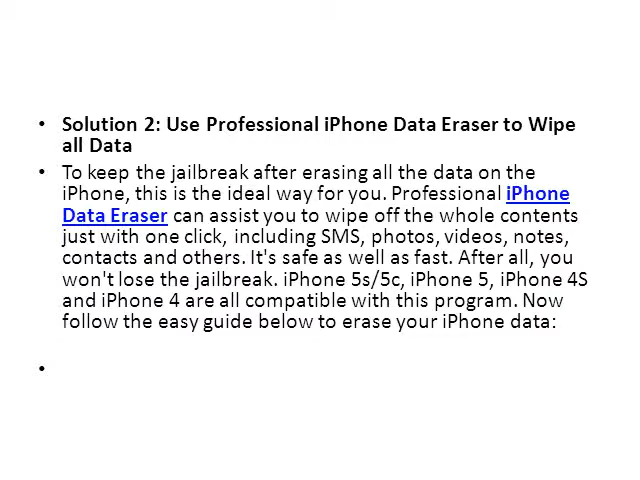 • Solution 2: Use Professional iPhone Data Eraser to Wipe
all Data
• To keep the jailbreak after erasing all the data on the
iPhone, this is the ideal way for you. Professional iPhone
Data Eraser can assist you to wipe off the whole contents
just with one click, including SMS, photos, videos, notes,
contacts and others. It's safe as well as fast. After all, you
won't lose the jailbreak. iPhone 5s/5c, iPhone 5, iPhone 4S
and iPhone 4 are all compatible with this program. Now
follow the easy guide below to erase your iPhone data:
•